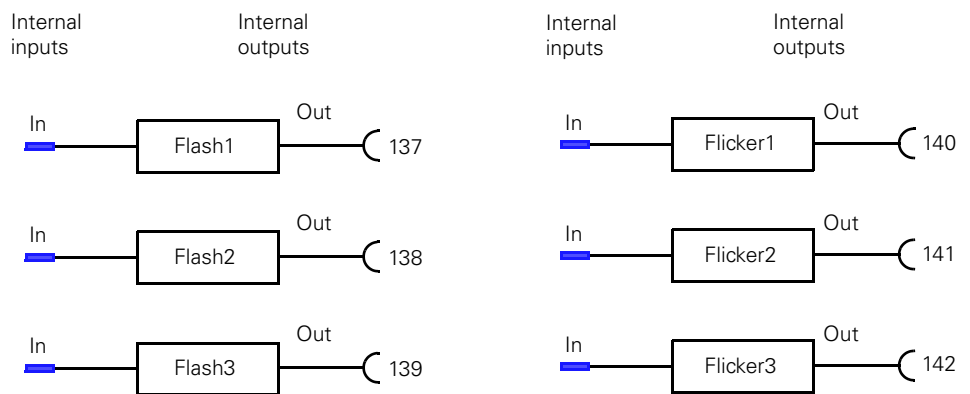 Internal inputs
Internal outputs
In
Flash1
Out
137
In
Flash2
Out
138
In
Flash3
Out
139
Internal inputs
Internal outputs
In
Flicker1
Out
140
In
Flicker2
Out
141
In
Flicker3
Out
142